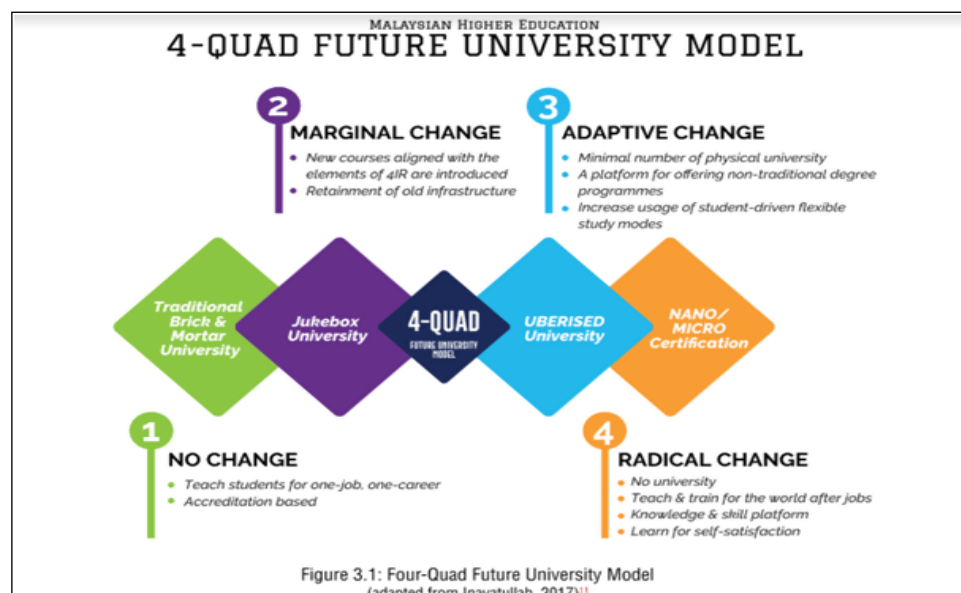 MALAYSIAN HIGHER EDUCATION
4-QUAD FUTURE UNIVERSITY MODEL
2
MARGINAL CHANGE
• New courses aligned with the
elements of 4IR are introduced
• Retainment of old infrastructure
3
ADAPTIVE CHANGE
• Minimal number of physical university
• A platform for offering non-traditional degree
programmes
• Increase usage of student-driven flexible
study modes
Traditional
Brick &
Mortar
University
Jukebox
University
4-QUAD
FUTURE UNIVERSITY
MODEL
UBERISED
University
NANO/
MICRO
Certification
1
NO CHANGE
• Teach students for one-job, one-career
• Accreditation based
4
RADICAL CHANGE
• No university
• Teach & train for the world after jobs
• Knowledge & skill platform
• Learn for self-satisfaction
Figure 3.1: Four-Quad Future University Model
(adapted from Inayatullah, 2017)